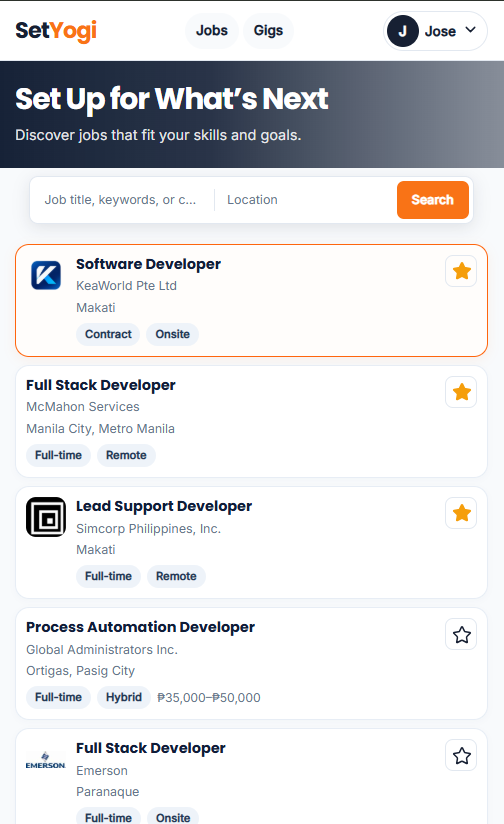 SetYogi
Jobs Gigs
J Jose
Set Up for What’s Next
Discover jobs that fit your skills and goals.
Job title, keywords, or c... Location Search
Software Developer
KeaWorld Pte Ltd
Makati
Contract Onsite
Full Stack Developer
McMahon Services
Manila City, Metro Manila
Full-time Remote
Lead Support Developer
Simcorp Philippines, Inc.
Makati
Full-time Remote
Process Automation Developer
Global Administrators Inc.
Ortigas, Pasig City
Full-time Hybrid ₱35,000–₱50,000
EMERSON
Full Stack Developer
Emerson
Paranaque
Full-time Onsite